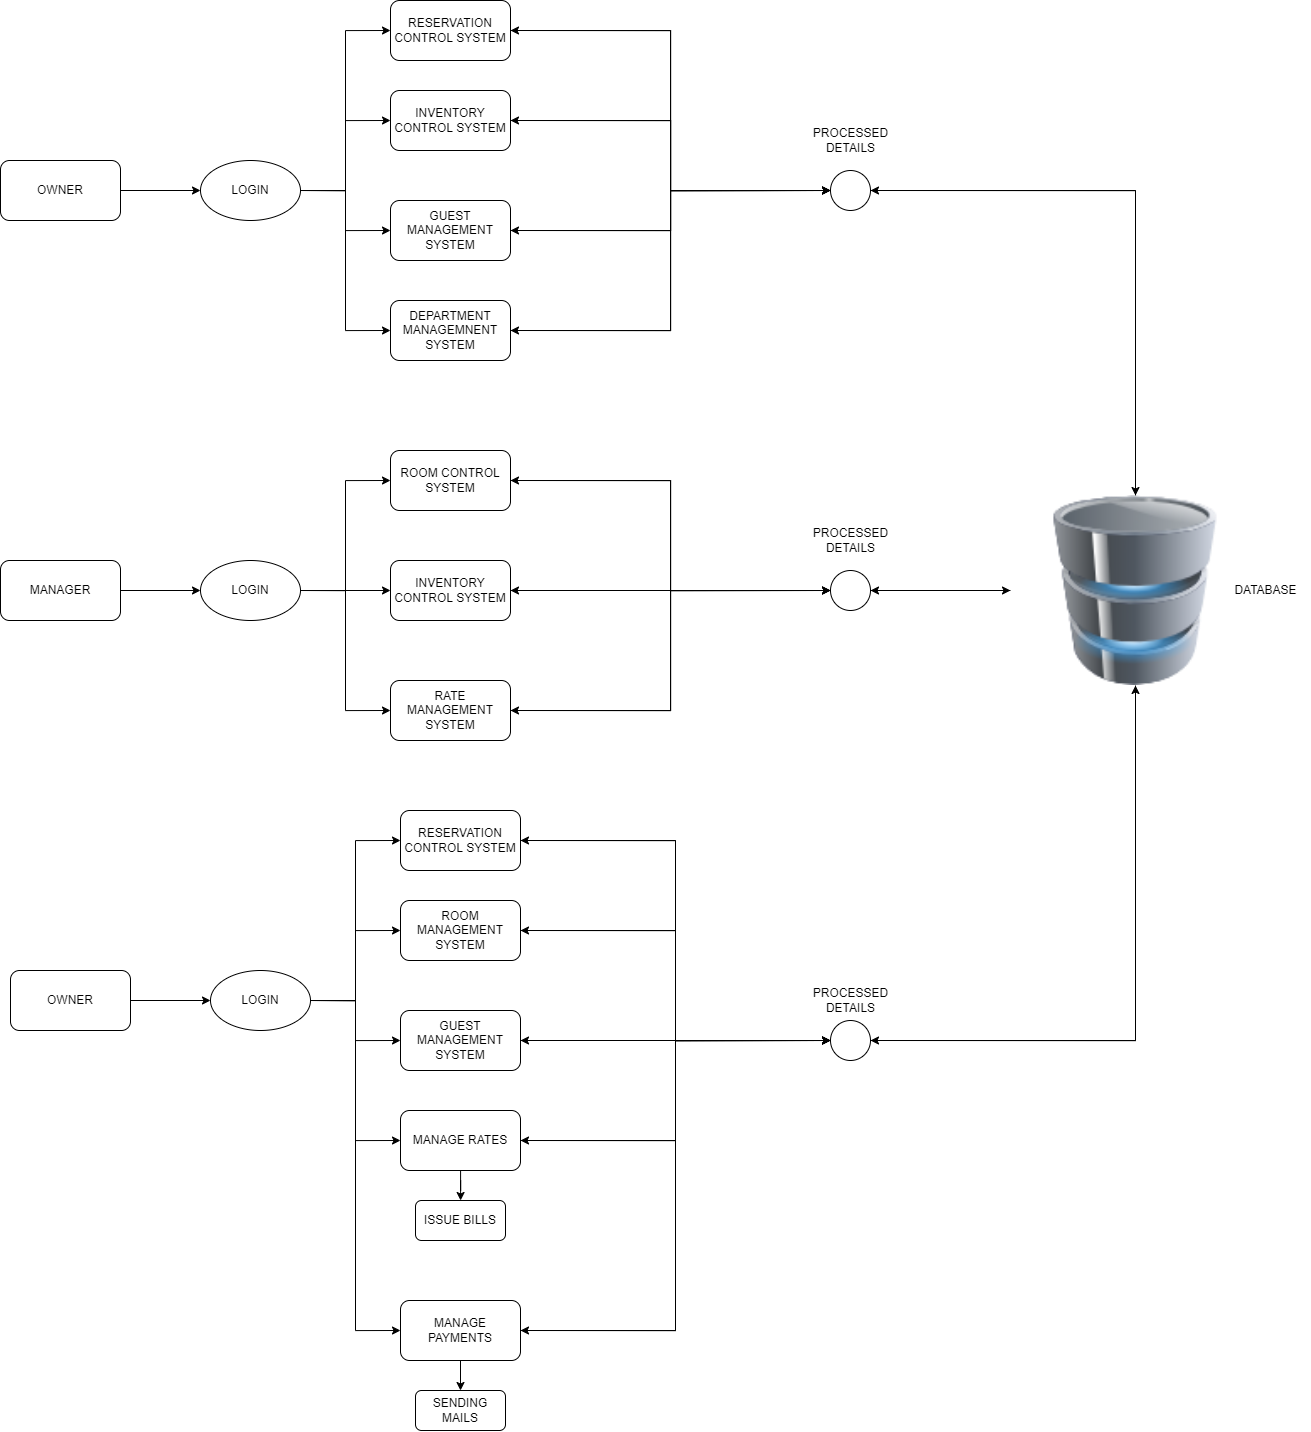 RESERVATION
CONTROL SYSTEM
INVENTORY
CONTROL SYSTEM
PROCESSED
DETAILS
OWNER
LOGIN
GUEST
MANAGEMENT
SYSTEM
DEPARTMENT
MANAGEMNENT
SYSTEM
ROOM CONTROL
SYSTEM
PROCESSED
DETAILS
MANAGER
LOGIN
INVENTORY
CONTROL SYSTEM
DATABASE
RATE
MANAGEMENT
SYSTEM
RESERVATION
CONTROL SYSTEM
ROOM
MANAGEMENT
SYSTEM
OWNER
LOGIN
PROCESSED
DETAILS
GUEST
MANAGEMENT
SYSTEM
MANAGE RATES
ISSUE BILLS
MANAGE
PAYMENTS
SENDING
MAILS